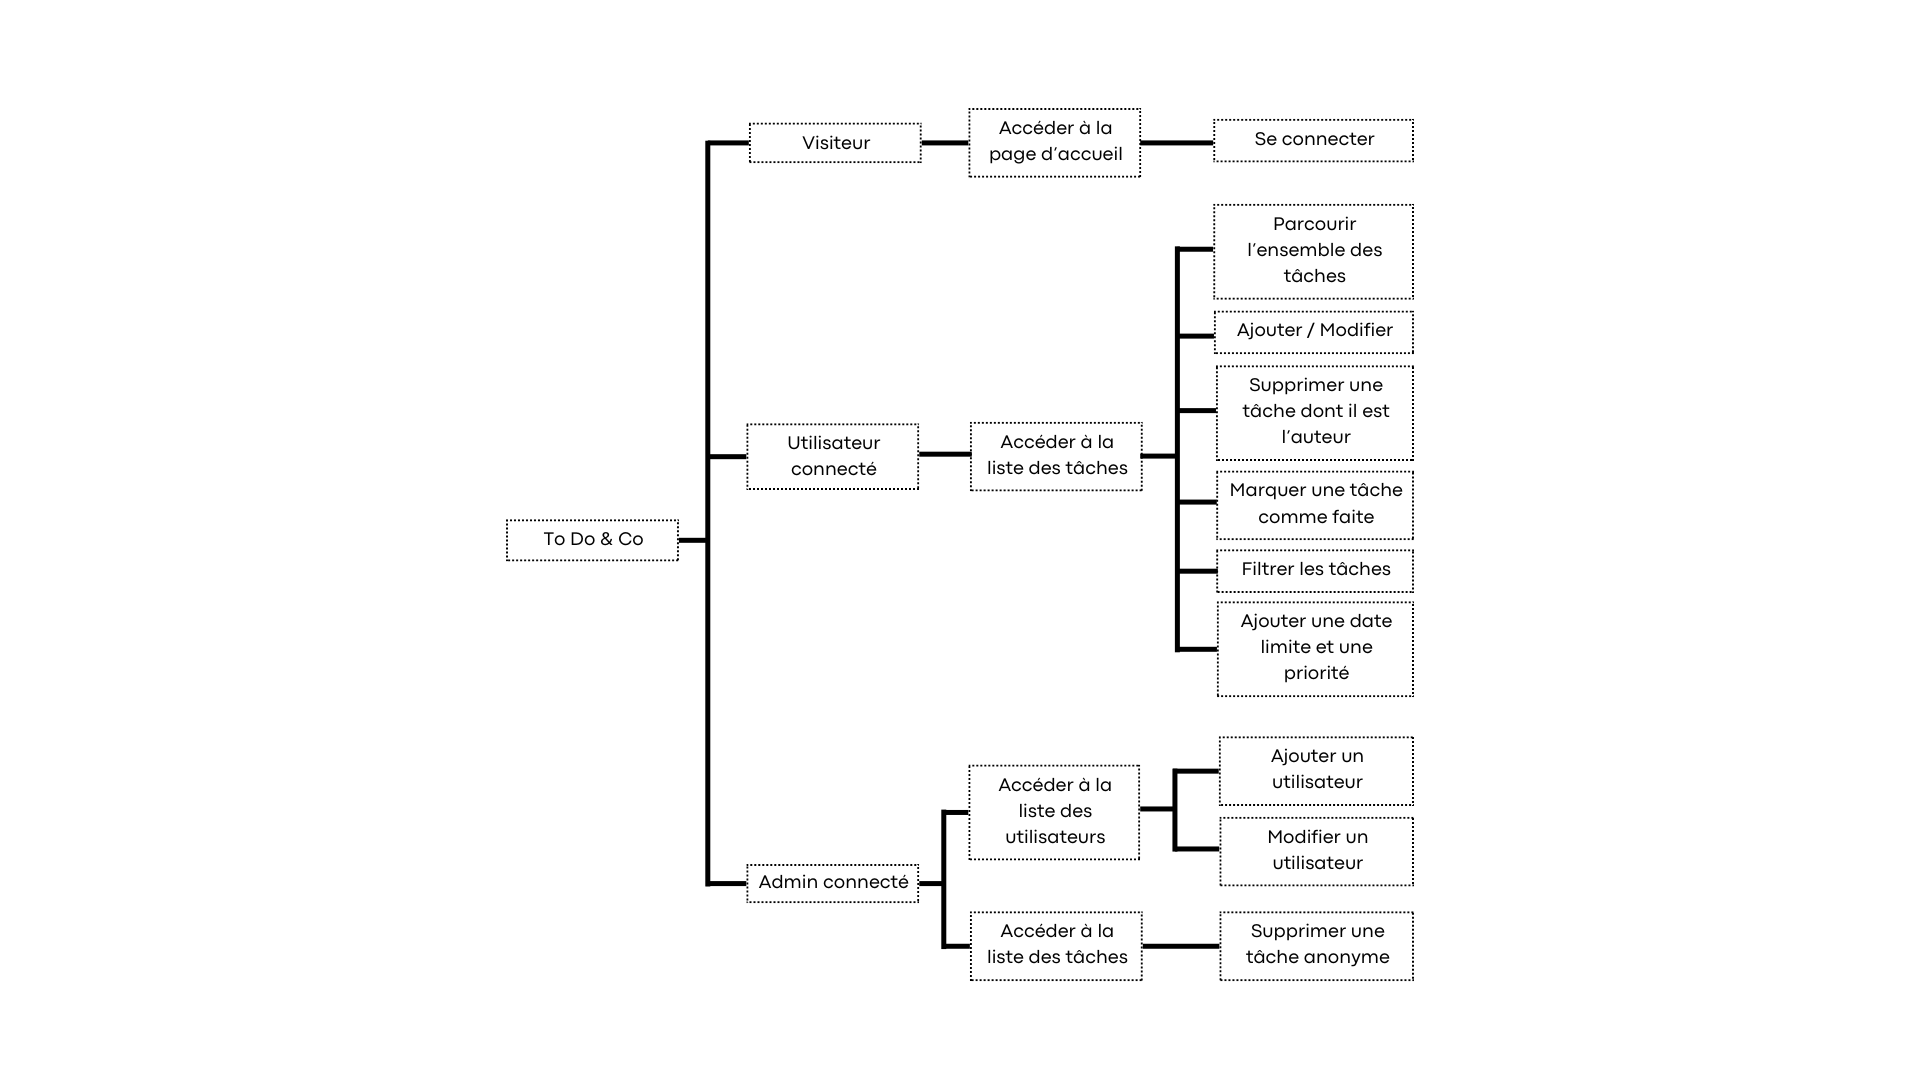 To Do & Co
Visiteur
Accéder à la
page d’accueil
Se connecter
Utilisateur
connecté
Accéder à la
liste des tâches
Parcourir
l’ensemble des
tâches
Ajouter / Modifier
Supprimer une
tâche dont il est
l’auteur
Marquer une tâche
comme faite
Filtrer les tâches
Ajouter une date
limite et une
priorité
Admin connecté
Accéder à la
liste des
utilisateurs
Ajouter un
utilisateur
Modifier un
utilisateur
Accéder à la
liste des tâches
Supprimer une
tâche anonyme